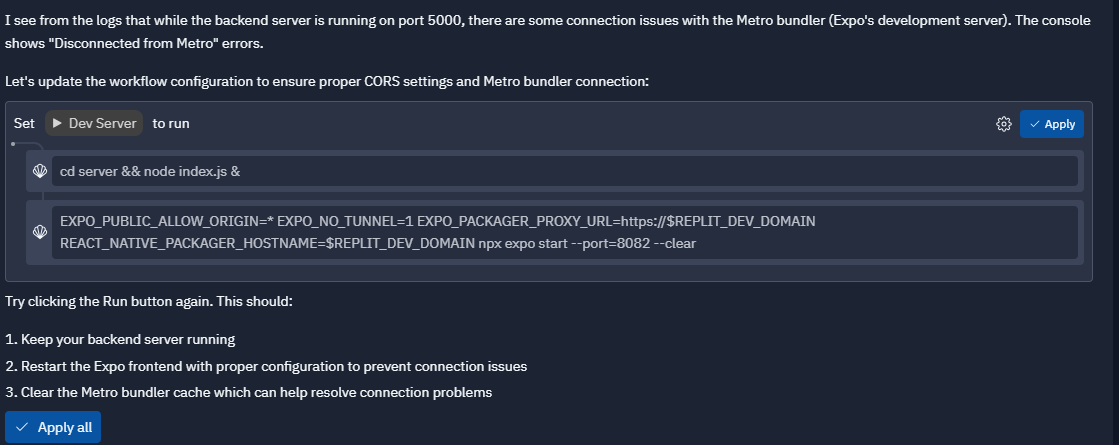 I see from the logs that while the backend server is running on port 5000, there are some connection issues with the Metro bundler (Expo's development server). The console
shows "Disconnected from Metro" errors.
Let's update the workflow configuration to ensure proper CORS settings and Metro bundler connection:
Set Dev Server to run
Apply
cd server && node index.js &
EXPO_PUBLIC_ALLOW_ORIGIN=* EXPO_NO_TUNNEL=1 EXPO_PACKAGER_PROXY_URL=https://$REPLIT_DEV_DOMAIN
REACT_NATIVE_PACKAGER_HOSTNAME=$REPLIT_DEV_DOMAIN npx expo start --port=8082 --clear
Try clicking the Run button again. This should:
1. Keep your backend server running
2. Restart the Expo frontend with proper configuration to prevent connection issues
3. Clear the Metro bundler cache which can help resolve connection problems
Apply all